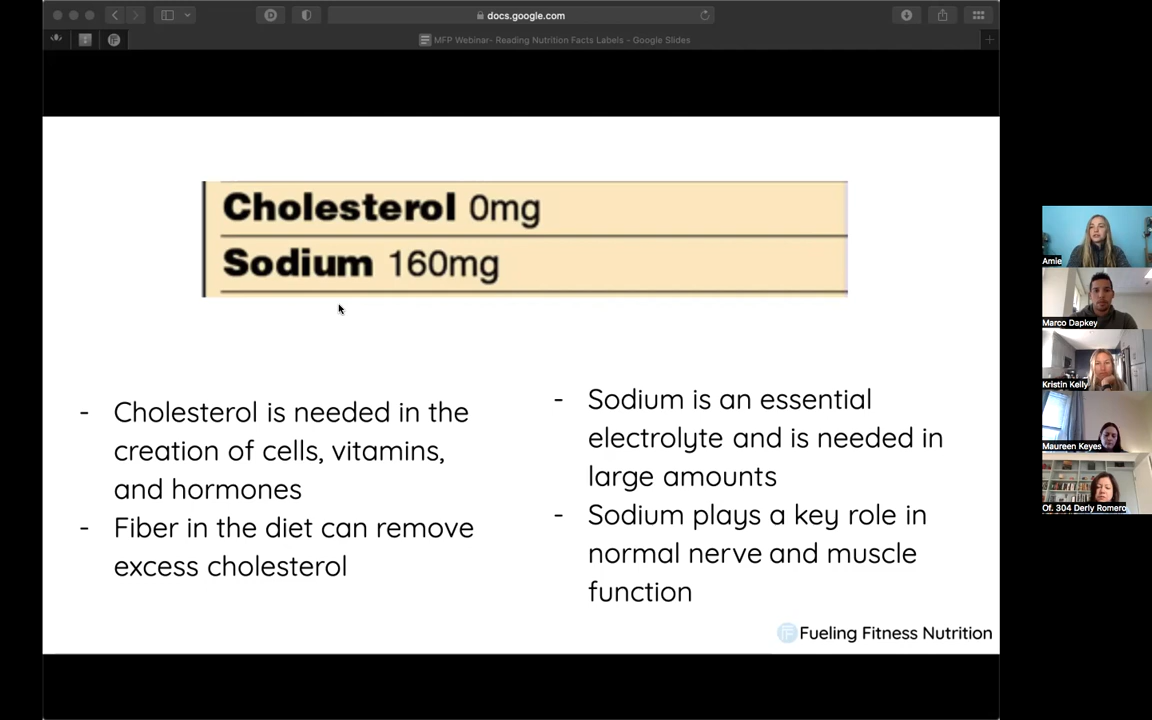 docs.google.com
MFP Webinar- Reading Nutrition Facts Labels - Google Slides
Cholesterol 0mg
Sodium 160mg
- Cholesterol is needed in the
creation of cells, vitamins,
and hormones
- Fiber in the diet can remove
excess cholesterol
- Sodium is an essential
electrolyte and is needed in
large amounts
- Sodium plays a key role in
normal nerve and muscle
function
Fueling Fitness Nutrition
Amie
Marco Dapkey
Kristin Kelly
Maureen Keyes
Of. 304 Derly Romero